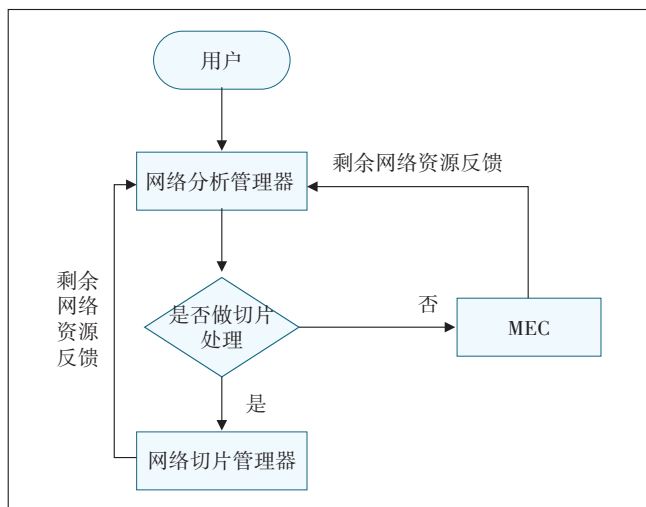 用户
剩余网络资源反馈
网络分析管理器
剩余
网络
资源
反馈
是否做切片
处理
否
MEC
是
网络切片管理器